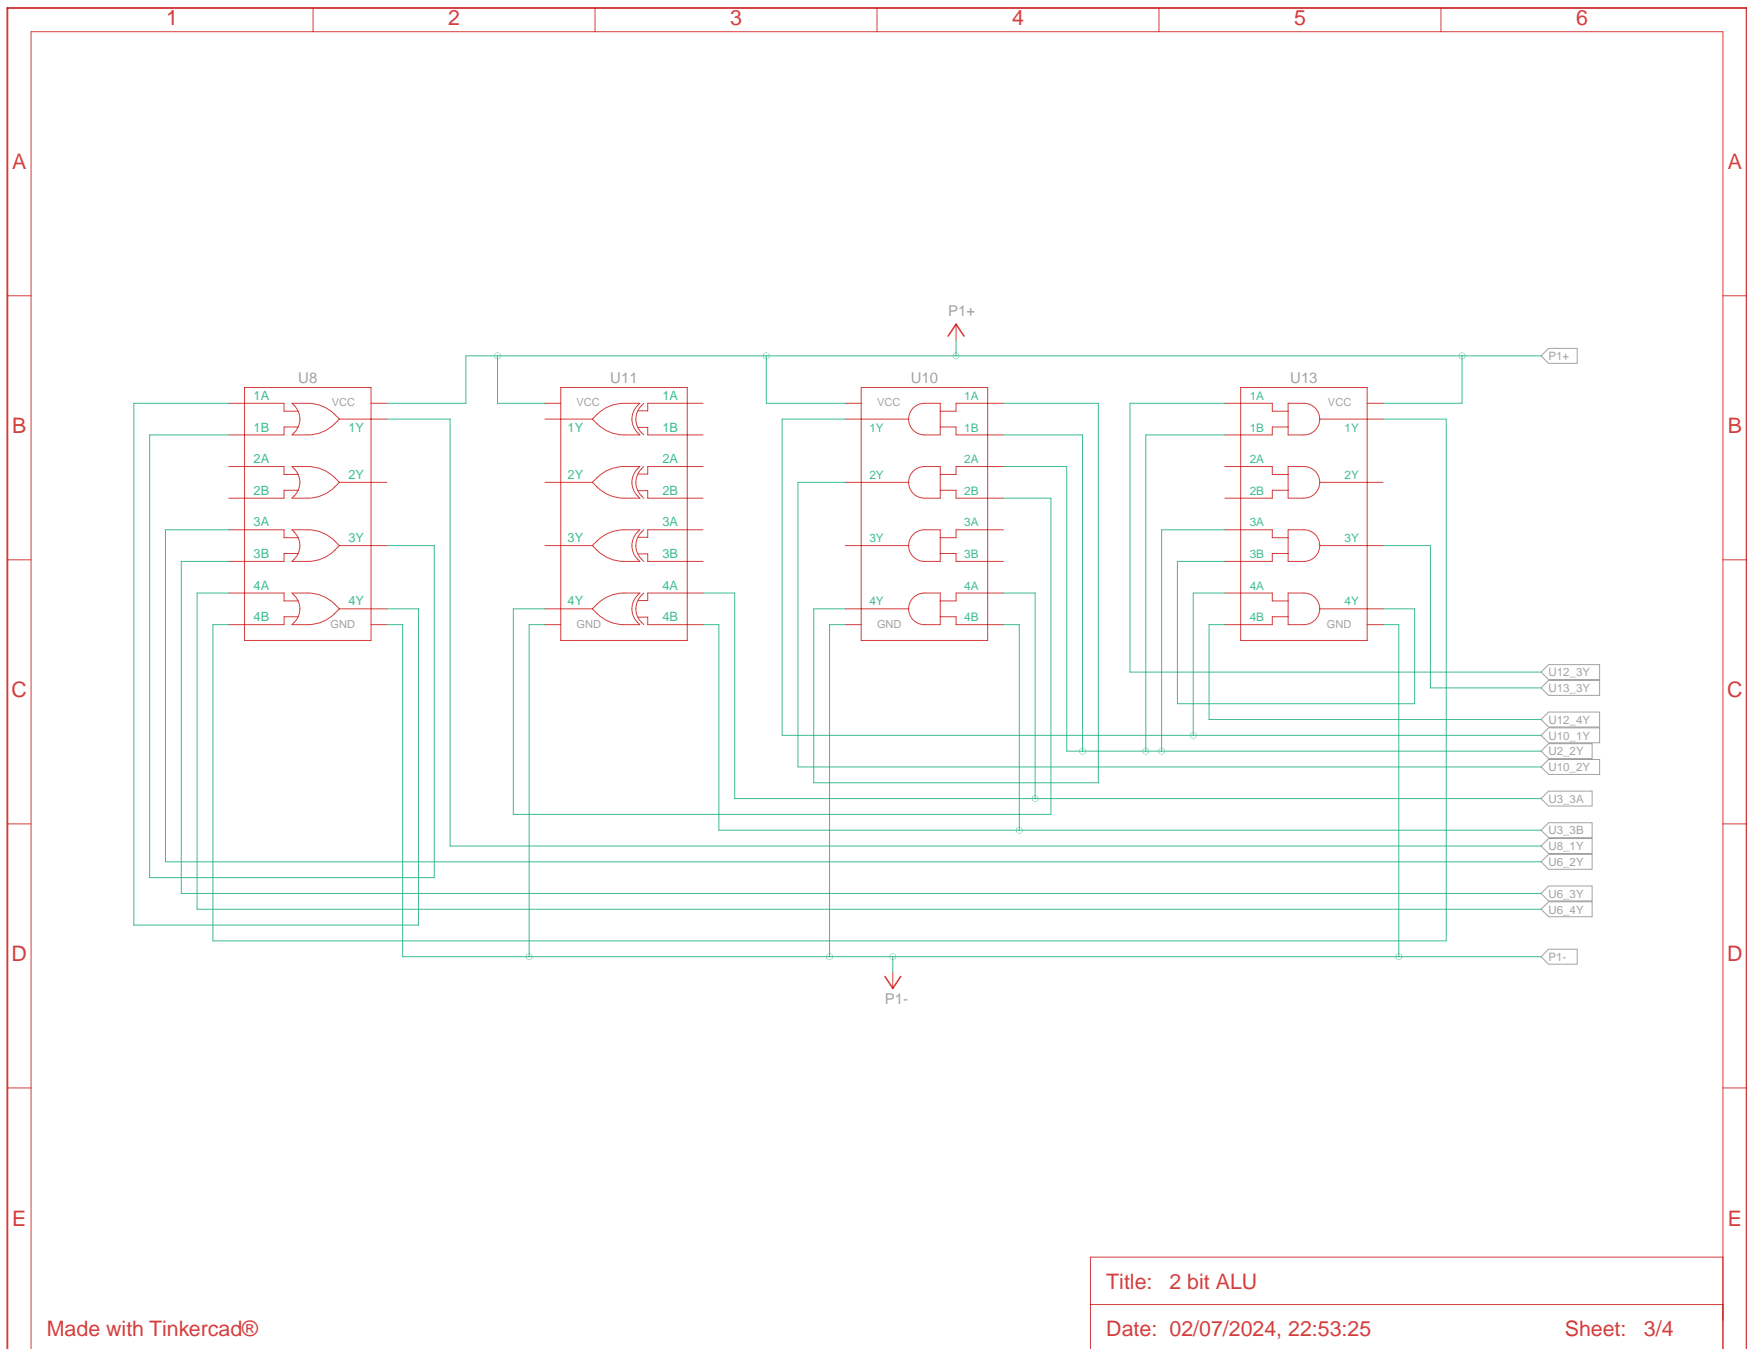 1 2 3 4 5 6
A A
P1+
P1+
U8 U11 U10 U13
1A VCC VCC 1A VCC 1A 1A VCC
B B
1B 1Y 1Y 1B 1Y 1B 1B 1Y
2A 2A 2A 2A
2Y 2Y 2Y 2Y
2B 2B 2B 2B
3A 3A 3A 3A
3Y 3Y 3Y 3Y
3B 3B 3B 3B
4A 4A 4A 4A
4Y 4Y 4Y 4Y
4B GND GND 4B GND 4B 4B GND
U12_3Y
C U13_3Y C
U12_4Y
U10_1Y
U2_2Y
U10_2Y
U3_3A
U3_3B
U8_1Y
U6_2Y
U6_3Y
U6_4Y
D P1- D
P1-
E E
Title: 2 bit ALU
Made with Tinkercad® Date: 02/07/2024, 22:53:25 Sheet: 3/4